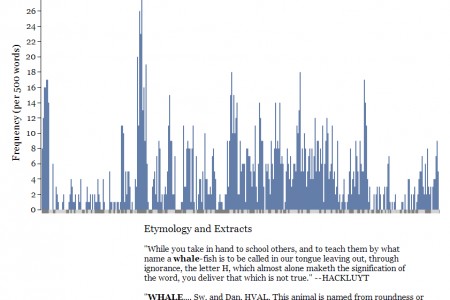 26
24
22
20
18
16
14
12
10
8
6
4
2
0
Frequency (per 500 words)
Etymology and Extracts
"While you take in hand to school others, and to teach them by what
name a whale-fish is to be called in our tongue leaving out, through
ignorance, the letter H, which almost alone maketh the signification of
the word, you deliver that which is not true." --HACKLUYT
"WHALE.... Sw. and Dan. HVAL. This animal is named from roundness or